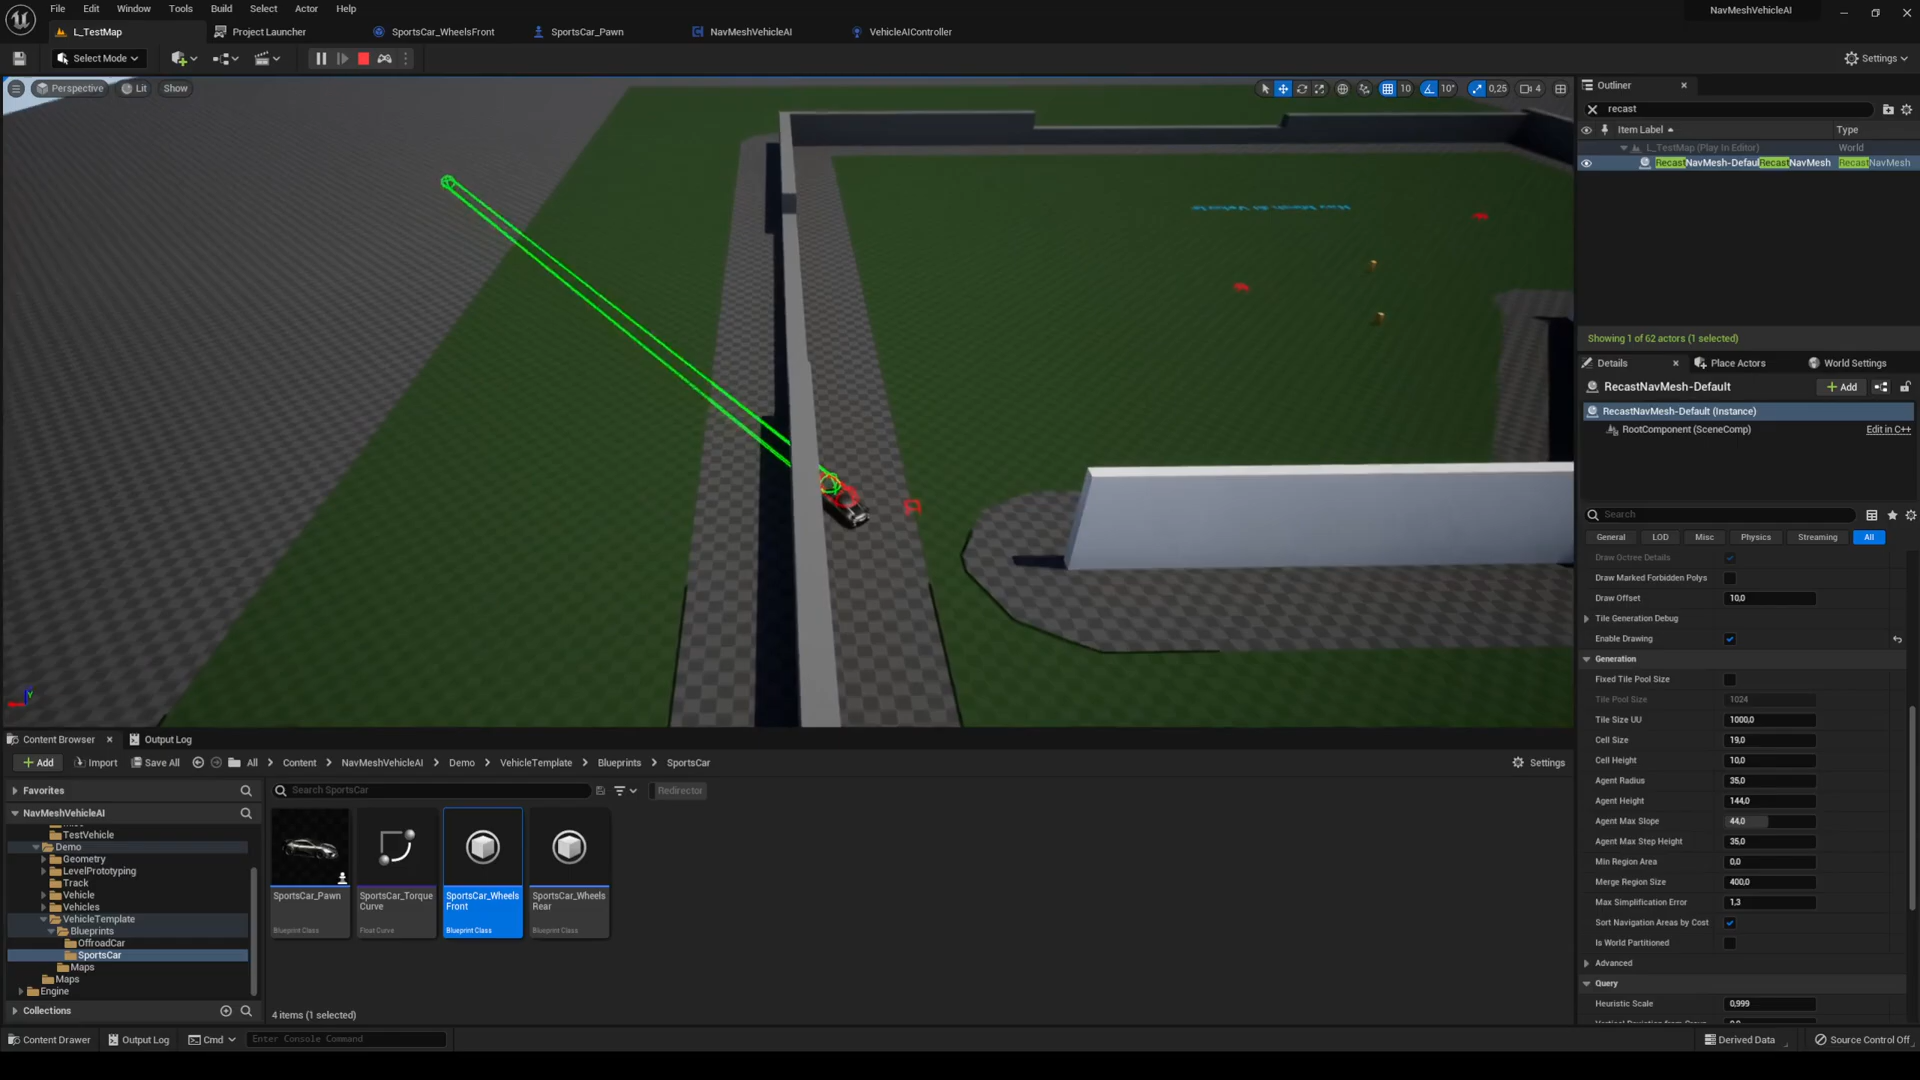 File Edit Window Tools Build Select Actor Help
NavMeshVehicleAI
L_TestMap
Project Launcher
SportsCar_WheelsFront
SportsCar_Pawn
NavMeshVehicleAI
VehicleAIController
Select Mode
Settings
Perspective
Lit
Show
10
10°
0,25
4
Outliner
recast
Item Label
Type
L_TestMap (Play In Editor)
World
RecastNavMesh-DefaulRecastNavMesh
RecastNavMesh
Showing 1 of 62 actors (1 selected)
Details
Place Actors
World Settings
RecastNavMesh-Default
Add
RecastNavMesh-Default (Instance)
RootComponent (SceneComp)
Edit in C++
Search
General
LOD
Misc
Physics
Streaming
All
Draw Octree Details
Draw Marked Forbidden Polys
Draw Offset 10,0
Tile Generation Debug
Enable Drawing
Generation
Fixed Tile Pool Size
Tile Pool Size 1024
Tile Size UU 1000,0
Cell Size 19,0
Cell Height 10,0
Agent Radius 35,0
Agent Height 144,0
Agent Max Slope 44,0
Agent Max Step Height 35,0
Min Region Area 0,0
Merge Region Size 400,0
Max Simplification Error 1,3
Sort Navigation Areas by Cost
Is World Partitioned
Advanced
Query
Heuristic Scale 0,999
Content Browser
Output Log
Add
Import
Save All
All > Content > NavMeshVehicleAI > Demo > VehicleTemplate > Blueprints > SportsCar
Settings
Favorites
Search SportsCar
Redirector
NavMeshVehicleAI
TestVehicle
Demo
Geometry
LevelPrototyping
Track
Vehicle
Vehicles
VehicleTemplate
Blueprints
OffroadCar
SportsCar
Maps
Maps
Engine
Collections
SportsCar_Pawn
Blueprint Class
SportsCar_Torque
Curve
Float Curve
SportsCar_Wheels
Front
Blueprint Class
SportsCar_Wheels
Rear
Blueprint Class
4 items (1 selected)
Content Drawer
Output Log
Cmd
Enter Console Command
Derived Data
Source Control Off